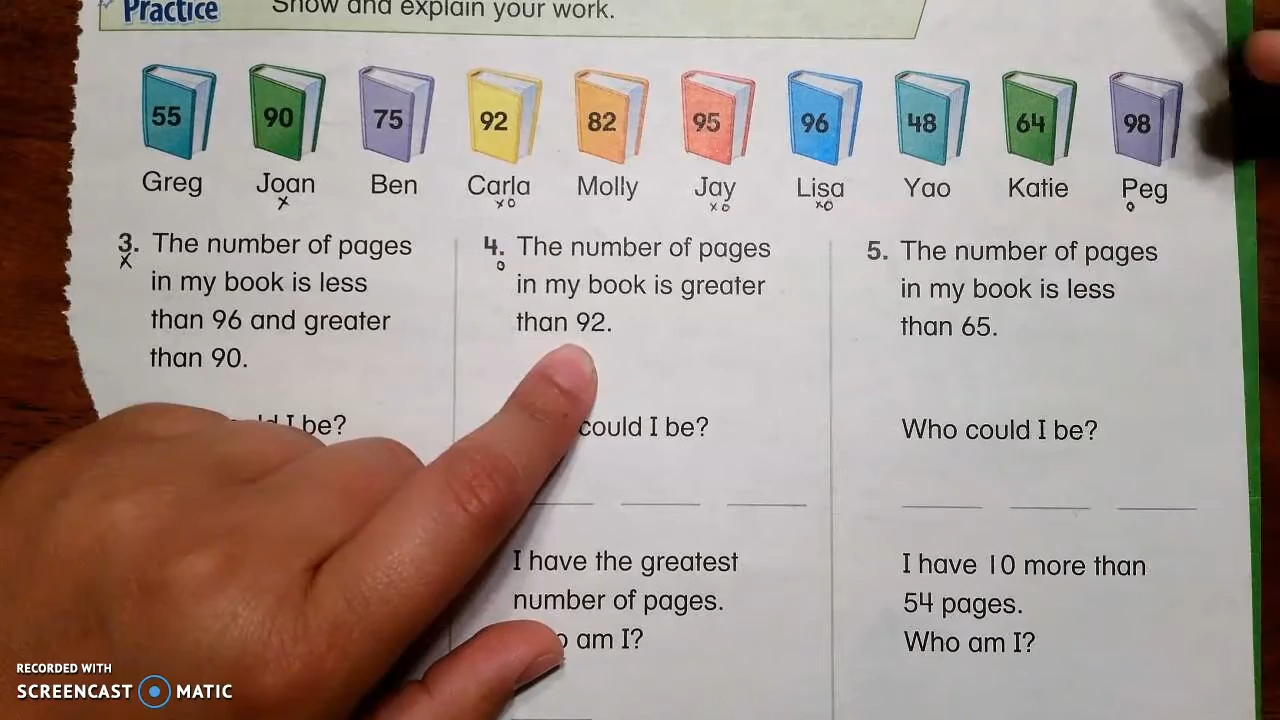 Practice Show and explain your work.
55 90 75 92 82 95 96 48 64 98
Greg Joan Ben Carla Molly Jay Lisa Yao Katie Peg
x xo xo xo o
3. The number of pages
x
in my book is less
than 96 and greater
than 90.
I be?
4. The number of pages
o
in my book is greater
than 92.
could I be?
I have the greatest
number of pages.
am I?
5. The number of pages
in my book is less
than 65.
Who could I be?
I have 10 more than
54 pages.
Who am I?
RECORDED WITH
SCREENCAST MATIC